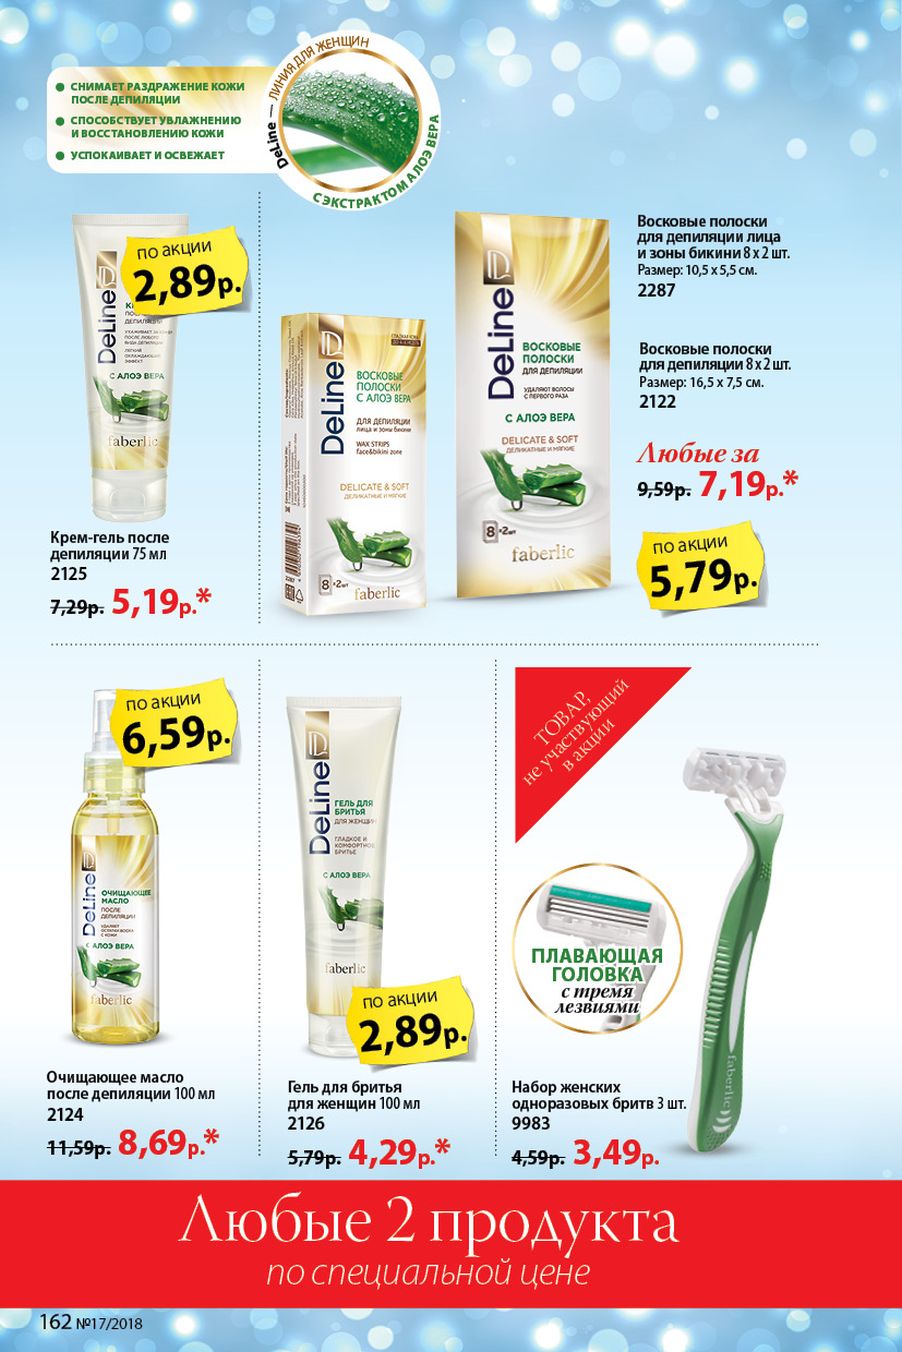 СНИМАЕТ РАЗДРАЖЕНИЕ КОЖИ
ПОСЛЕ ДЕПИЛЯЦИИ
СПОСОБСТВУЕТ УВЛАЖНЕНИЮ
И ВОССТАНОВЛЕНИЮ КОЖИ
УСПОКАИВАЕТ И ОСВЕЖАЕТ
DeLine — ЛИНИЯ ДЛЯ ЖЕНЩИН
С ЭКСТРАКТОМ АЛОЭ ВЕРА
по акции
2,89р.
DeLine
С АЛОЭ ВЕРА
faberlic
Крем-гель после
депиляции 75 мл
2125
7,29р. 5,19р.*
DeLine
ВОСКОВЫЕ
ПОЛОСКИ
С АЛОЭ ВЕРА
ДЛЯ ДЕПИЛЯЦИИ
лица и зоны бикини
WAX STRIPS
face&bikini zone
DELICATE & SOFT
ДЕЛИКАТНЫЕ И МЯГКИЕ
8 ×2шт
faberlic
DeLine
ВОСКОВЫЕ
ПОЛОСКИ
ДЛЯ ДЕПИЛЯЦИИ
УДАЛЯЮТ ВОЛОСЫ
С ПЕРВОГО РАЗА
С АЛОЭ ВЕРА
DELICATE & SOFT
ДЕЛИКАТНЫЕ И МЯГКИЕ
8 ×2шт
faberlic
Восковые полоски
для депиляции лица
и зоны бикини 8 х 2 шт.
Размер: 10,5 х 5,5 см.
2287
Восковые полоски
для депиляции 8 х 2 шт.
Размер: 16,5 х 7,5 см.
2122
Любые за
9,59р. 7,19р.*
по акции
5,79р.
по акции
6,59р.
DeLine
ОЧИЩАЮЩЕЕ
МАСЛО
ПОСЛЕ
ДЕПИЛЯЦИИ
УДАЛЯЕТ
ОСТАТКИ ВОСКА
С КОЖИ
С АЛОЭ ВЕРА
faberlic
Очищающее масло
после депиляции 100 мл
2124
11,59р. 8,69р.*
DeLine
ГЕЛЬ ДЛЯ
БРИТЬЯ
ДЛЯ ЖЕНЩИН
ГЛАДКОЕ И
КОМФОРТНОЕ
БРИТЬЕ
С АЛОЭ ВЕРА
faberlic
по акции
2,89р.
Гель для бритья
для женщин 100 мл
2126
5,79р. 4,29р.*
ТОВАР,
не участвующий
в акции
ПЛАВАЮЩАЯ
ГОЛОВКА
с тремя
лезвиями
faberlic
Набор женских
одноразовых бритв 3 шт.
9983
4,59р. 3,49р.
Любые 2 продукта
по специальной цене
162 №17/2018